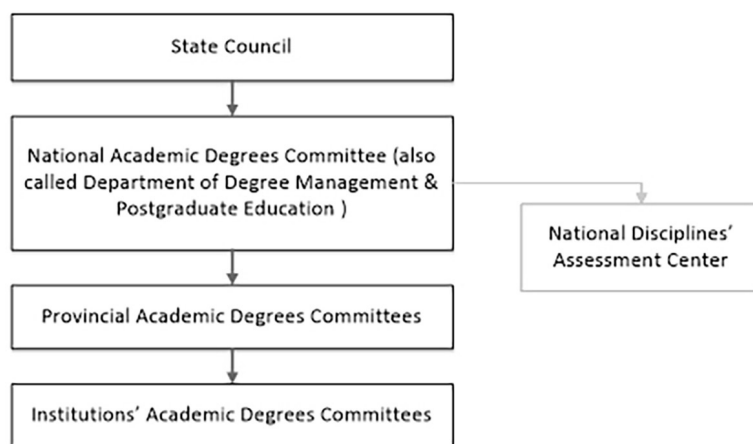 State Council
National Academic Degrees Committee (also
called Department of Degree Management &
Postgraduate Education )
National Disciplines’
Assessment Center
Provincial Academic Degrees Committees
Institutions’ Academic Degrees Committees